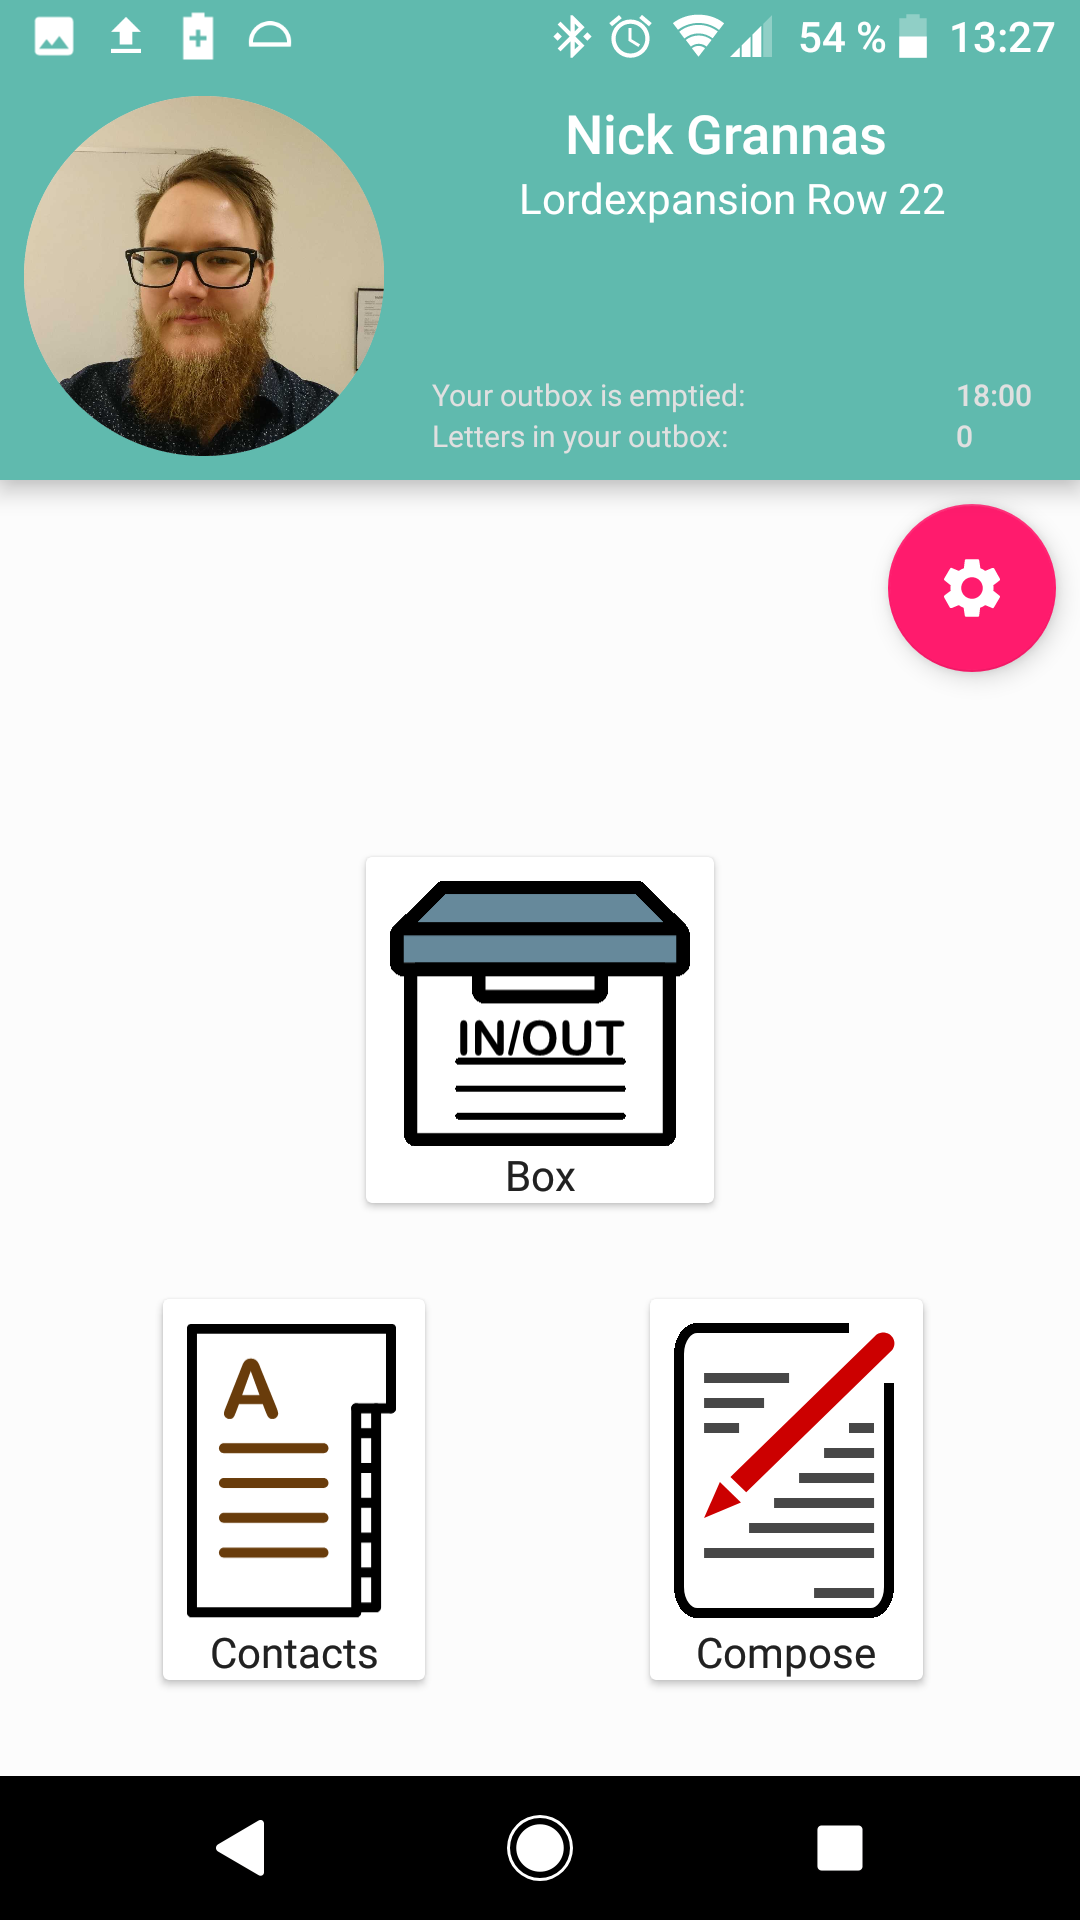 54 % 13:27
Nick Grannas
Lordexpansion Row 22
Your outbox is emptied: 18:00
Letters in your outbox: 0
IN/OUT
Box
A
Contacts
Compose